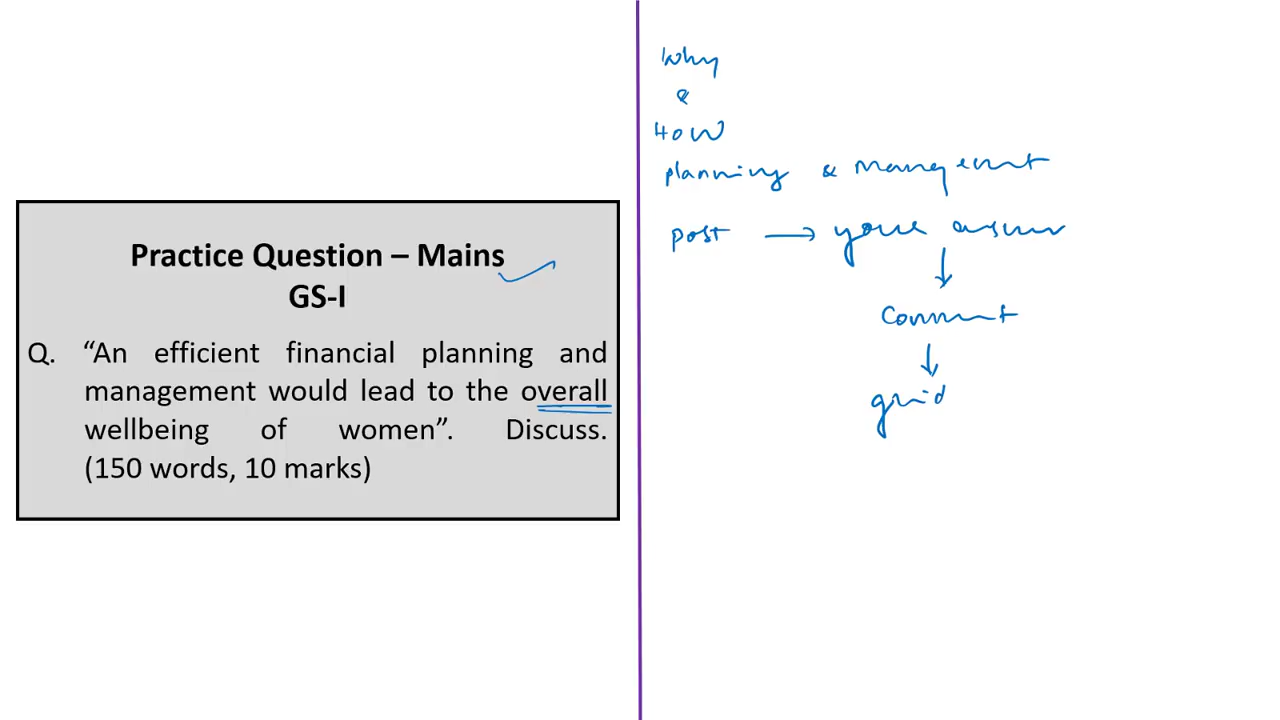 Practice Question – Mains
GS-I
Q. “An efficient financial planning and
management would lead to the overall
wellbeing of women”. Discuss.
(150 words, 10 marks)
Why
&
HOW
planning & management
post → your answer
↓
Comment
↓